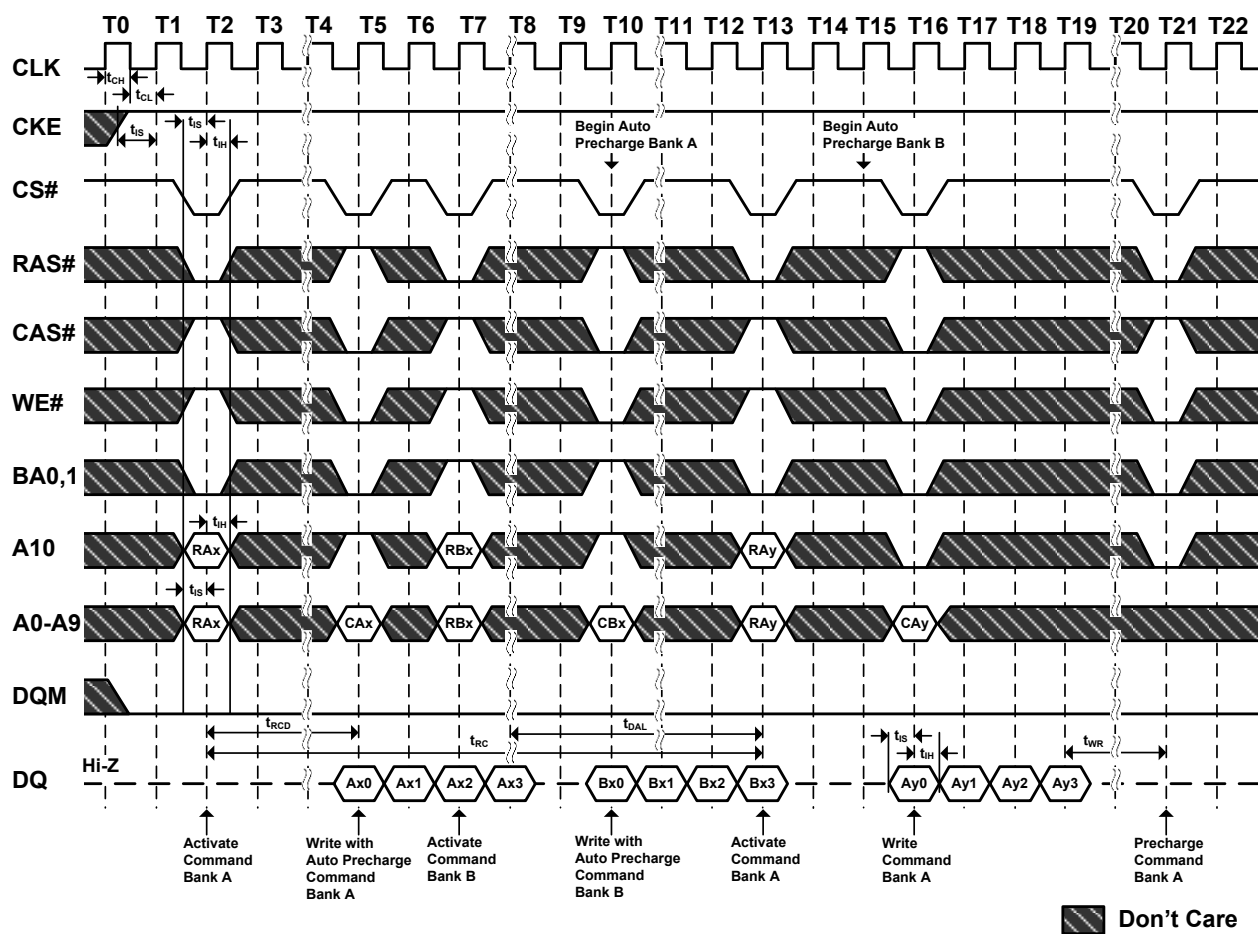 T0 T1 T2 T3 T4 T5 T6 T7 T8 T9 T10 T11 T12 T13 T14 T15 T16 T17 T18 T19 T20 T21 T22
CLK
tCH
tCL
CKE
tIS
tIS
tIH
Begin Auto
Precharge Bank A
Begin Auto
Precharge Bank B
CS#
RAS#
CAS#
WE#
BA0,1
tIH
A10
RAx RBx RAy
tIS
A0-A9
RAx CAx RBx CBx RAy CAy
DQM
tRCD
tDAL
tRC
tIS
tIH
tWR
Hi-Z
DQ
Ax0 Ax1 Ax2 Ax3 Bx0 Bx1 Bx2 Bx3 Ay0 Ay1 Ay2 Ay3
Activate
Command
Bank A
Write with
Auto Precharge
Command
Bank A
Activate
Command
Bank B
Write with
Auto Precharge
Command
Bank B
Activate
Command
Bank A
Write
Command
Bank A
Precharge
Command
Bank A
Don't Care